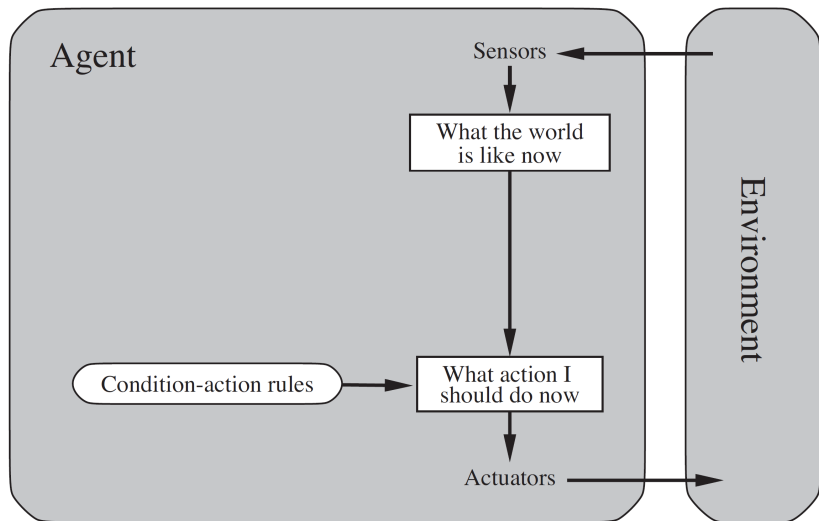 Agent
Sensors
What the world
is like now
Environment
Condition-action rules
What action I
should do now
Actuators